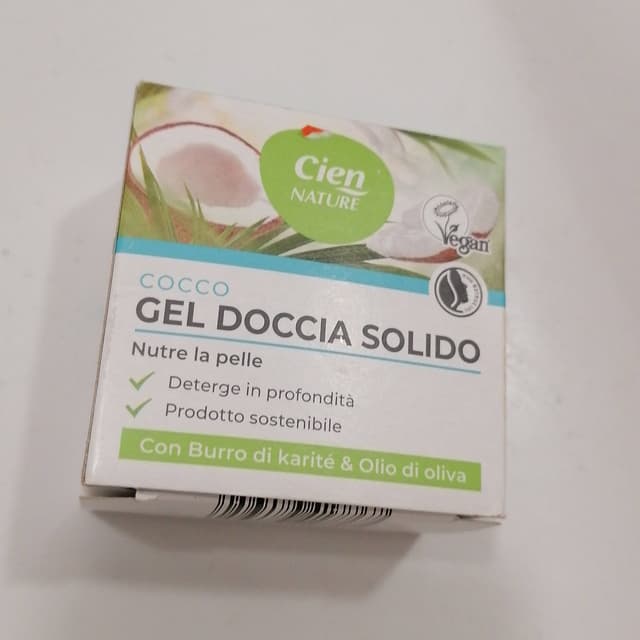 Cien
NATURE
Vegan
COCCO
GEL DOCCIA SOLIDO
Nutre la pelle
Deterge in profondità
Prodotto sostenibile
Con Burro di karité & Olio di oliva